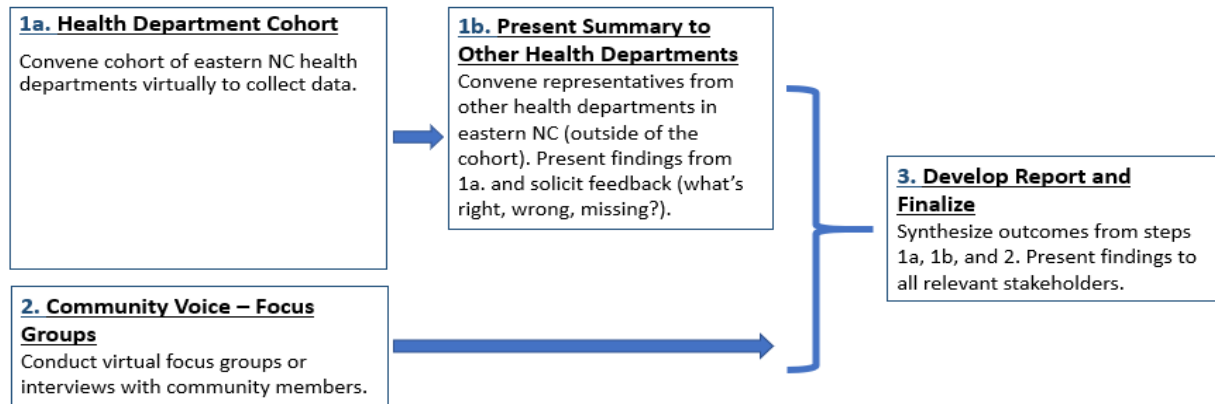 1a. Health Department Cohort
Convene cohort of eastern NC health
departments virtually to collect data.
1b. Present Summary to
Other Health Departments
Convene representatives from
other health departments in
eastern NC (outside of the
cohort). Present findings from
1a. and solicit feedback (what's
right, wrong, missing?).
2. Community Voice – Focus
Groups
Conduct virtual focus groups or
interviews with community members.
3. Develop Report and
Finalize
Synthesize outcomes from steps
1a, 1b, and 2. Present findings to
all relevant stakeholders.